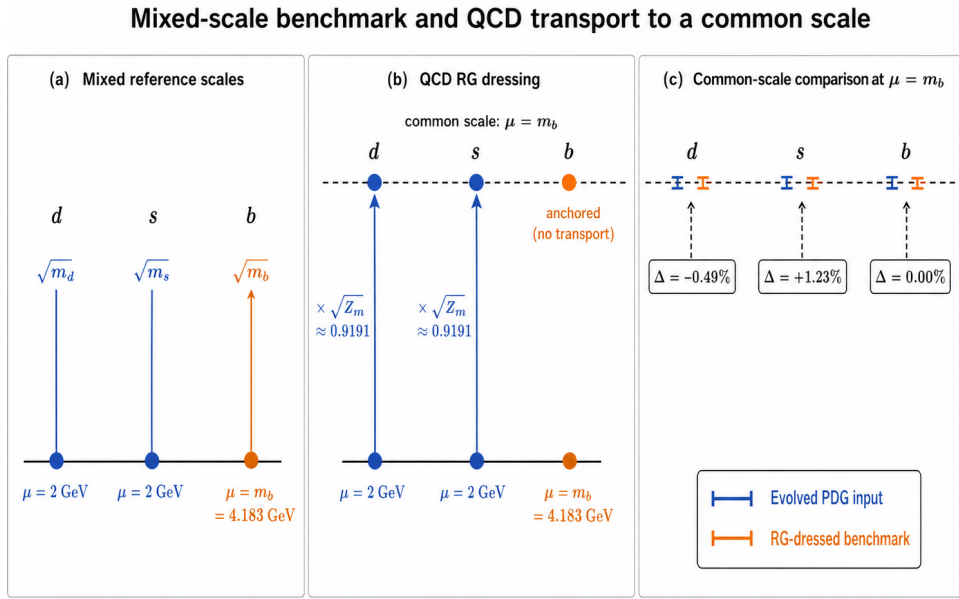 Mixed-scale benchmark and QCD transport to a common scale
(a) Mixed reference scales
d s b
√m_d √m_s √m_b
μ = 2 GeV μ = 2 GeV μ = m_b
= 4.183 GeV
(b) QCD RG dressing
common scale: μ = m_b
d s b
anchored
(no transport)
× √Z_m × √Z_m
≈ 0.9191 ≈ 0.9191
μ = 2 GeV μ = 2 GeV μ = m_b
= 4.183 GeV
(c) Common-scale comparison at μ = m_b
d s b
Δ = −0.49% Δ = +1.23% Δ = 0.00%
Evolved PDG input
RG-dressed benchmark